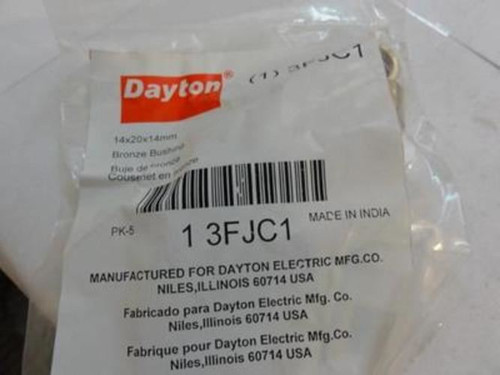 Dayton® (1) 3FJC1
14x20x14mm
Bronze Bushing
Buje de bronze
Cousinet en bronze
PK-5 1 3FJC1 MADE IN INDIA
MANUFACTURED FOR DAYTON ELECTRIC MFG.CO.
NILES,ILLINOIS 60714 USA
Fabricado para Dayton Electric Mfg. Co.
Niles,Illinois 60714 USA
Fabrique pour Dayton Electric Mfg.Co.
Niles,Illinois 60714 USA